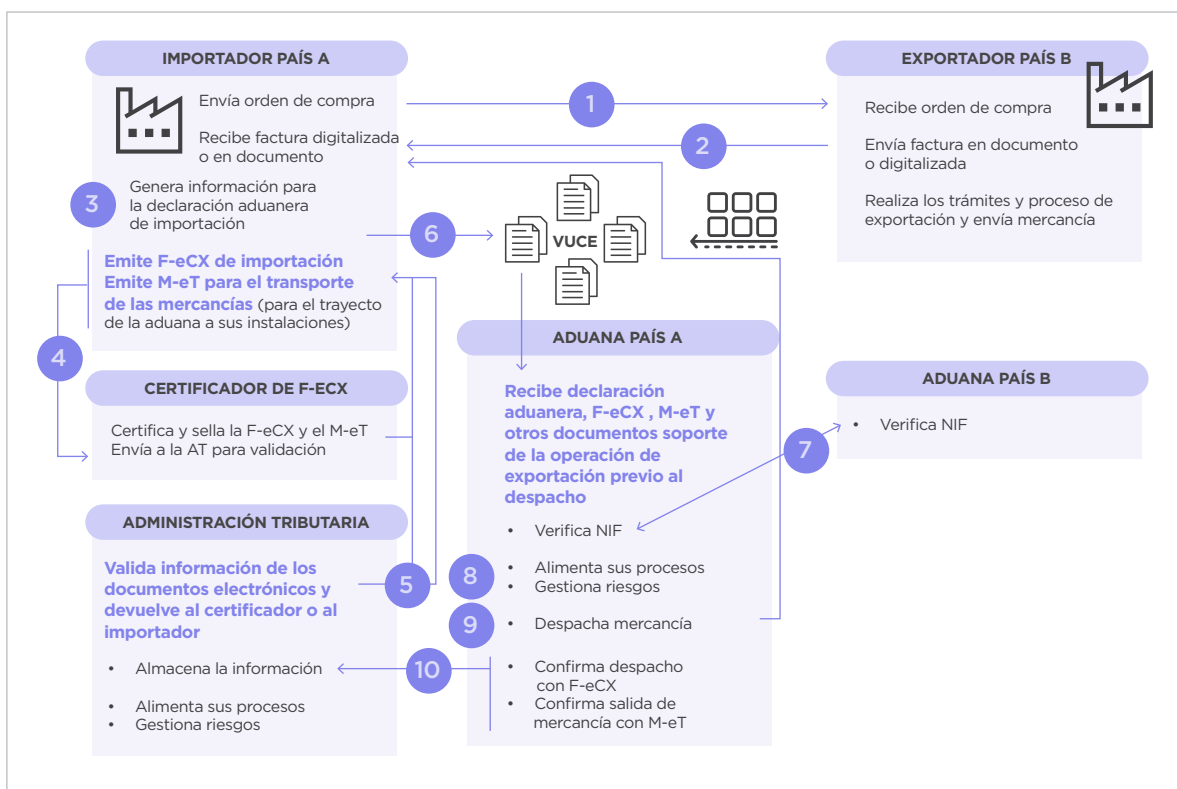 IMPORTADOR PAÍS A
Envía orden de compra
Recibe factura digitalizada
o en documento
3
Genera información para
la declaración aduanera
de importación
Emite F-eCX de importación
Emite M-eT para el transporte
de las mercancías (para el trayecto
de la aduana a sus instalaciones)
1
2
EXPORTADOR PAÍS B
Recibe orden de compra
Envía factura en documento
o digitalizada
Realiza los trámites y proceso de
exportación y envía mercancía
6
VUCE
4
CERTIFICADOR DE F-ECX
Certifica y sella la F-eCX y el M-eT
Envía a la AT para validación
ADMINISTRACIÓN TRIBUTARIA
Valida información de los
documentos electrónicos y
devuelve al certificador o al
importador
5
• Almacena la información
• Alimenta sus procesos
• Gestiona riesgos
ADUANA PAÍS A
Recibe declaración
aduanera, F-eCX , M-eT y
otros documentos soporte
de la operación de
exportación previo al
despacho
• Verifica NIF
8
• Alimenta sus procesos
• Gestiona riesgos
9
• Despacha mercancía
10
• Confirma despacho
con F-eCX
• Confirma salida de
mercancía con M-eT
7
ADUANA PAÍS B
• Verifica NIF